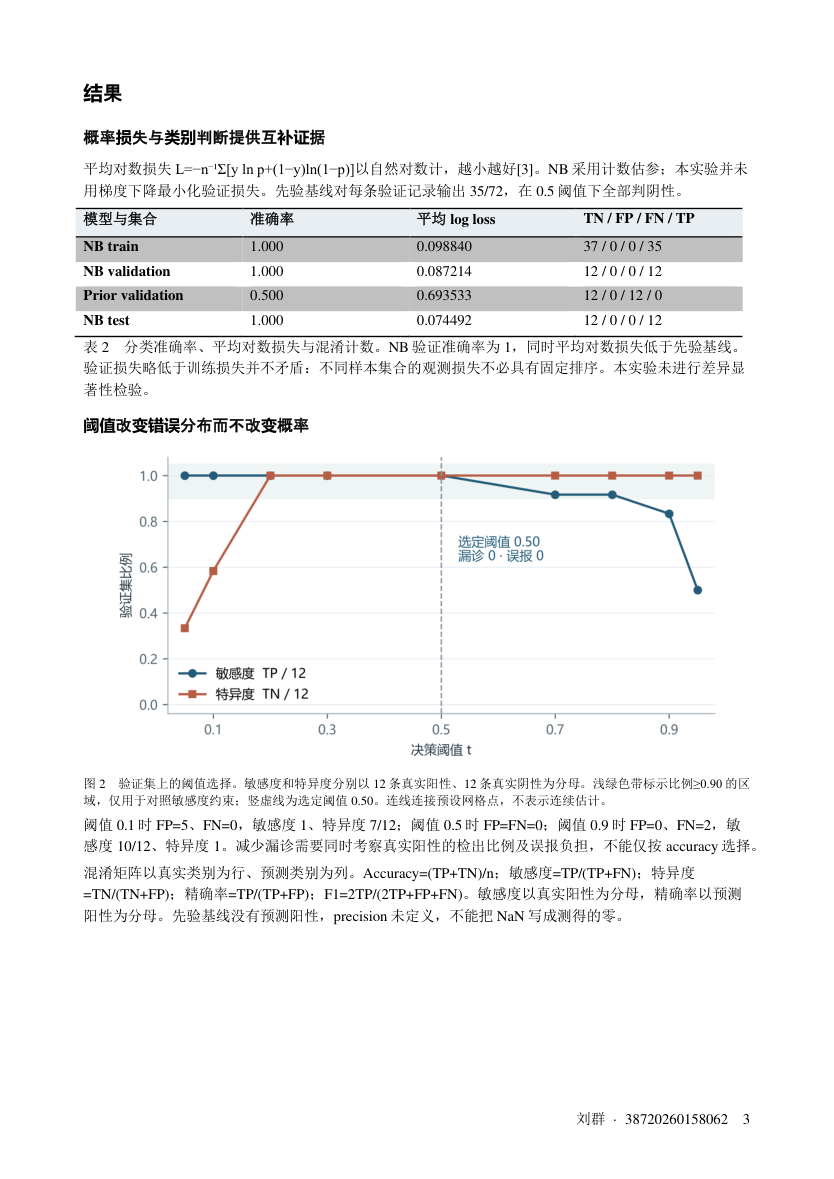 结果
概率损失与类别判断提供互补证据
平均对数损失 L=−n⁻¹Σ[y ln p+(1−y)ln(1−p)]以自然对数计，越小越好[3]。NB 采用计数估参；本实验并未
用梯度下降最小化验证损失。先验基线对每条验证记录输出 35/72，在 0.5 阈值下全部判阴性。
模型与集合 准确率 平均 log loss TN / FP / FN / TP
NB train 1.000 0.098840 37 / 0 / 0 / 35
NB validation 1.000 0.087214 12 / 0 / 0 / 12
Prior validation 0.500 0.693533 12 / 0 / 12 / 0
NB test 1.000 0.074492 12 / 0 / 0 / 12
表 2 分类准确率、平均对数损失与混淆计数。NB 验证准确率为 1，同时平均对数损失低于先验基线。
验证损失略低于训练损失并不矛盾：不同样本集合的观测损失不必具有固定排序。本实验未进行差异显
著性检验。
阈值改变错误分布而不改变概率
1.0
0.8
0.6
0.4
0.2
0.0
验证集比例
选定阈值 0.50
漏诊 0 · 误报 0
敏感度 TP / 12
特异度 TN / 12
0.1 0.3 0.5 0.7 0.9
决策阈值 t
图 2 验证集上的阈值选择。敏感度和特异度分别以 12 条真实阳性、12 条真实阴性为分母。浅绿色带标示比例≥0.90 的区
域，仅用于对照敏感度约束；竖虚线为选定阈值 0.50。连线连接预设网格点，不表示连续估计。
阈值 0.1 时 FP=5、FN=0，敏感度 1、特异度 7/12；阈值 0.5 时 FP=FN=0；阈值 0.9 时 FP=0、FN=2，敏
感度 10/12、特异度 1。减少漏诊需要同时考察真实阳性的检出比例及误报负担，不能仅按 accuracy 选择。
混淆矩阵以真实类别为行、预测类别为列。Accuracy=(TP+TN)/n；敏感度=TP/(TP+FN)；特异度
=TN/(TN+FP)；精确率=TP/(TP+FP)；F1=2TP/(2TP+FP+FN)。敏感度以真实阳性为分母，精确率以预测
阳性为分母。先验基线没有预测阳性，precision 未定义，不能把 NaN 写成测得的零。
刘群 · 38720260158062 3